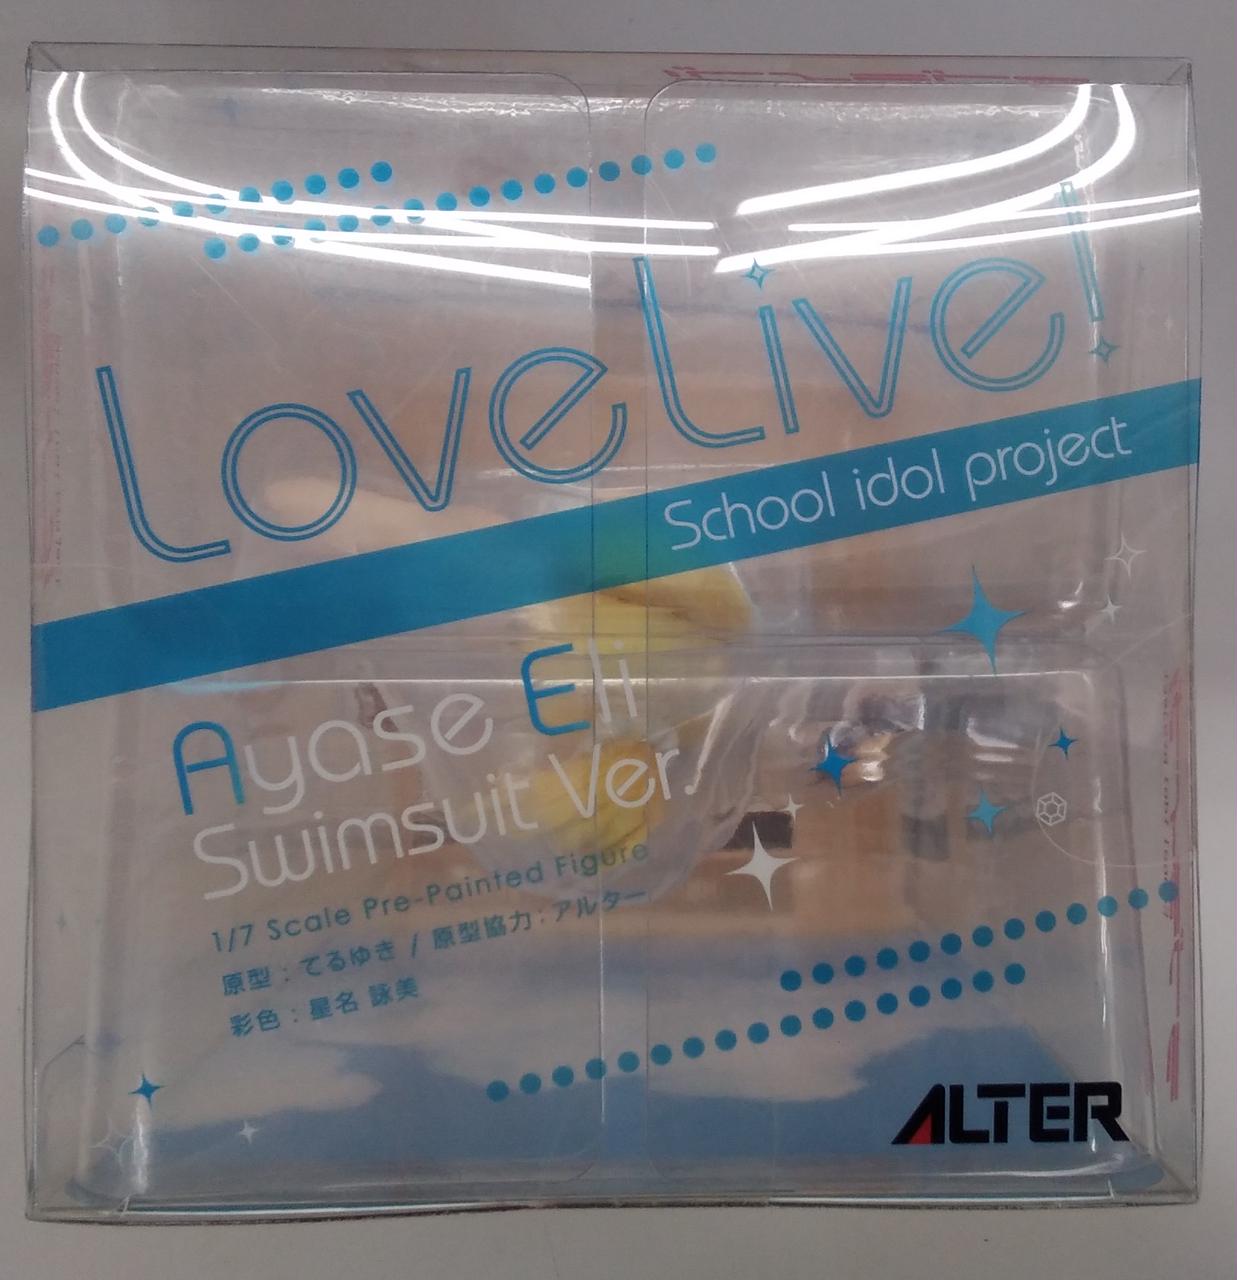 LoveLive!
School idol project
Ayase Eli
Swimsuit Ver.
1/7 Scale Pre-Painted Figure
原型：てるゆき / 原型協力：アルター
彩色：星名 詠美
ALTER